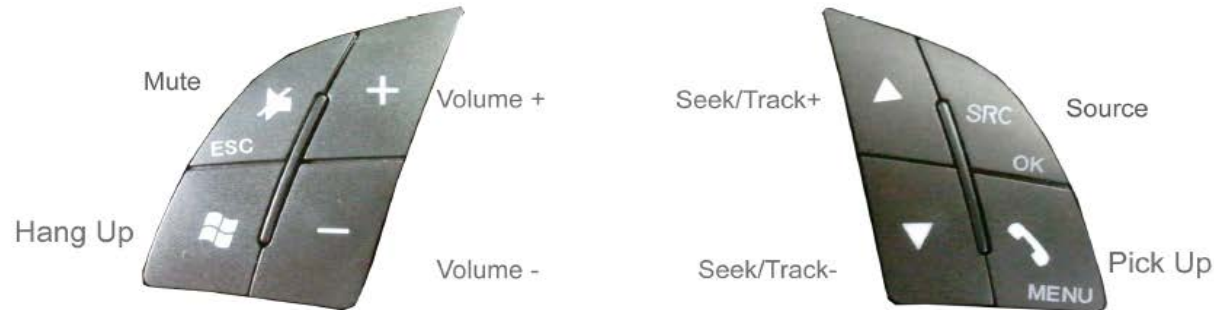 Mute
Volume +
ESC
Hang Up
Volume -
Seek/Track+
SRC
Source
OK
Seek/Track-
Pick Up
MENU